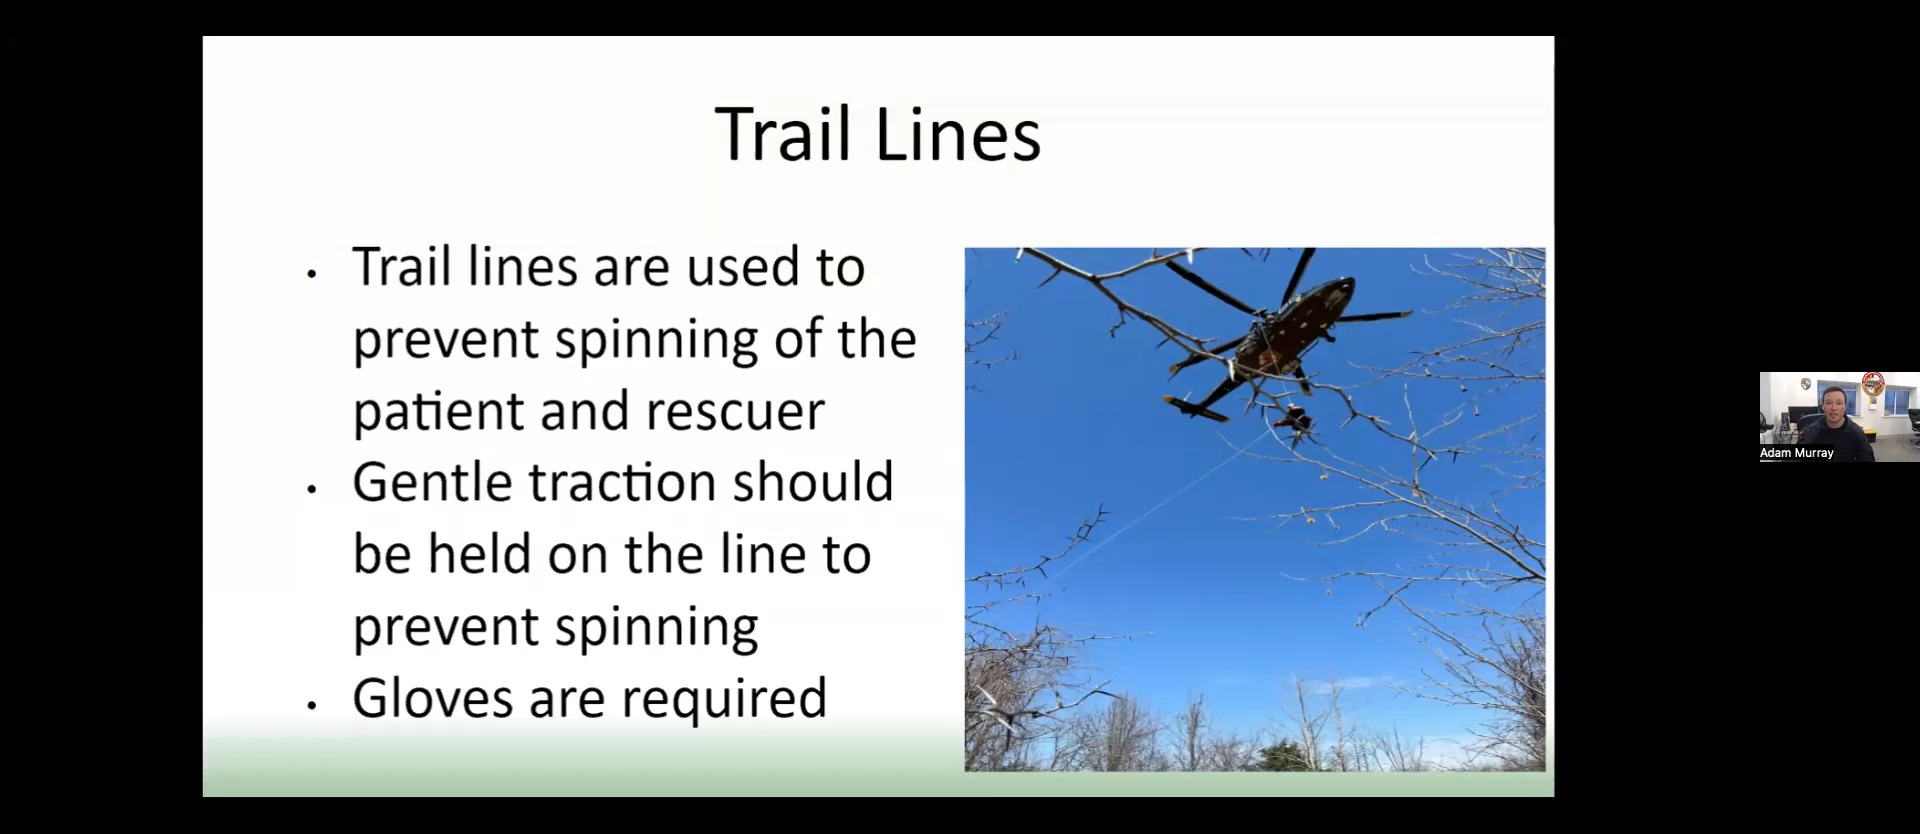 Trail Lines
• Trail lines are used to
prevent spinning of the
patient and rescuer
• Gentle traction should
be held on the line to
prevent spinning
• Gloves are required
Adam Murray